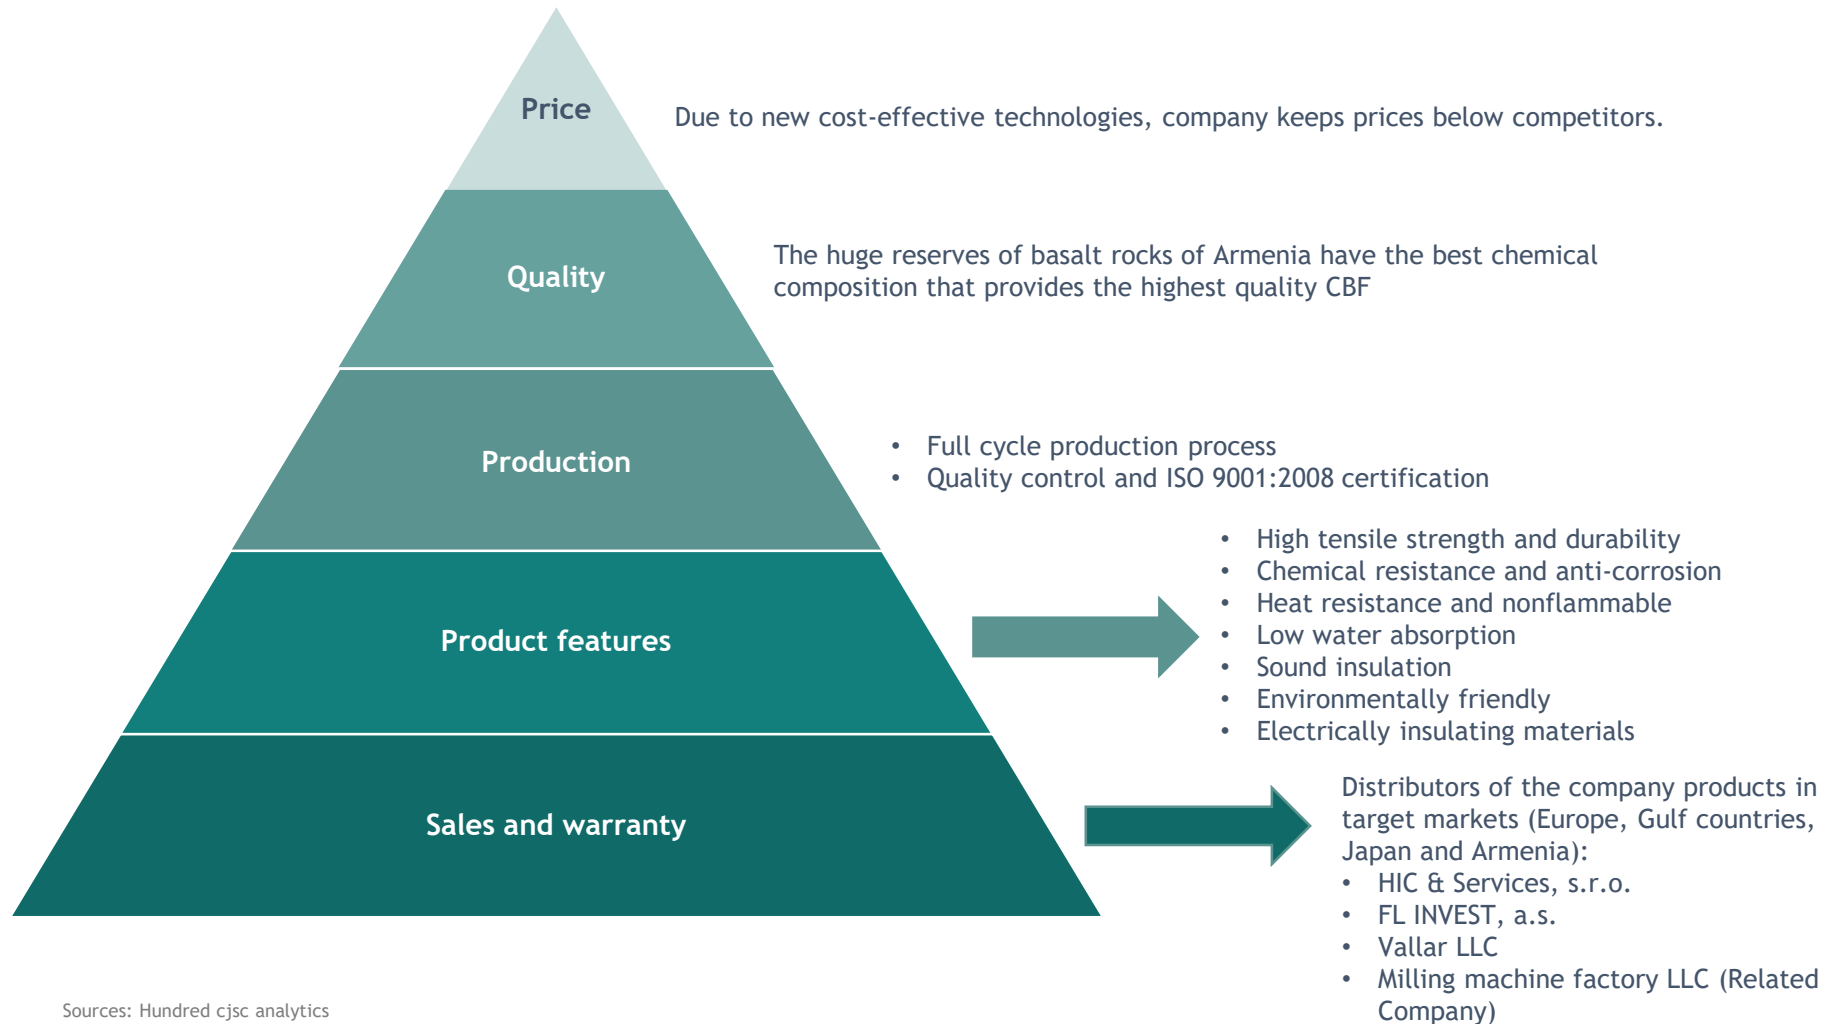 Price
Due to new cost-effective technologies, company keeps prices below competitors.
Quality
The huge reserves of basalt rocks of Armenia have the best chemical
composition that provides the highest quality CBF
Production
• Full cycle production process
• Quality control and ISO 9001:2008 certification
Product features
• High tensile strength and durability
• Chemical resistance and anti-corrosion
• Heat resistance and nonflammable
• Low water absorption
• Sound insulation
• Environmentally friendly
• Electrically insulating materials
Sales and warranty
Distributors of the company products in
target markets (Europe, Gulf countries,
Japan and Armenia):
• HIC & Services, s.r.o.
• FL INVEST, a.s.
• Vallar LLC
• Milling machine factory LLC (Related
Company)
Sources: Hundred cjsc analytics